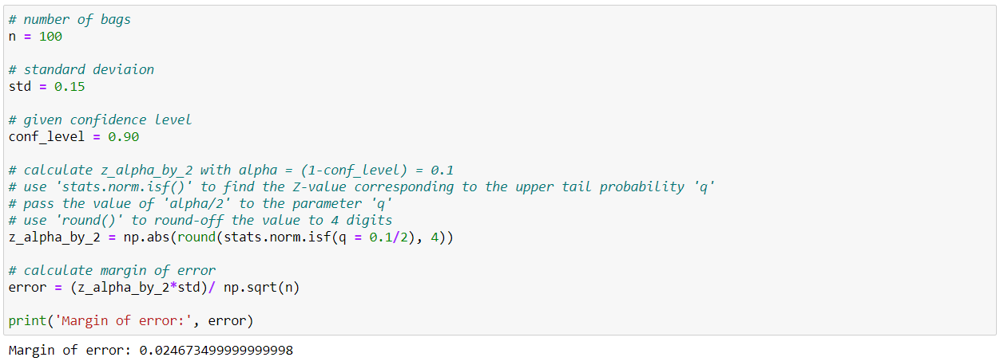 # number of bags
n = 100
# standard deviaion
std = 0.15
# given confidence level
conf_level = 0.90
# calculate z_alpha_by_2 with alpha = (1-conf_level) = 0.1
# use 'stats.norm.isf()' to find the Z-value corresponding to the upper tail probability 'q'
# pass the value of 'alpha/2' to the parameter 'q'
# use 'round()' to round-off the value to 4 digits
z_alpha_by_2 = np.abs(round(stats.norm.isf(q = 0.1/2), 4))
# calculate margin of error
error = (z_alpha_by_2*std)/ np.sqrt(n)
print('Margin of error:', error)
Margin of error: 0.024673499999999998